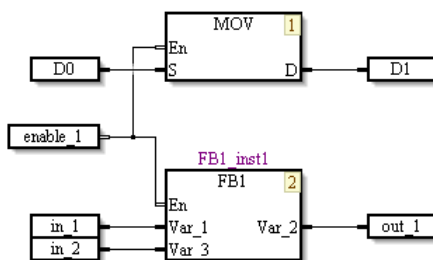 MOV 1
En
D0 S D D1
enable_1
FB1_inst1
FB1 2
En
in_1 Var_1 Var_2 out_1
in_2 Var_3